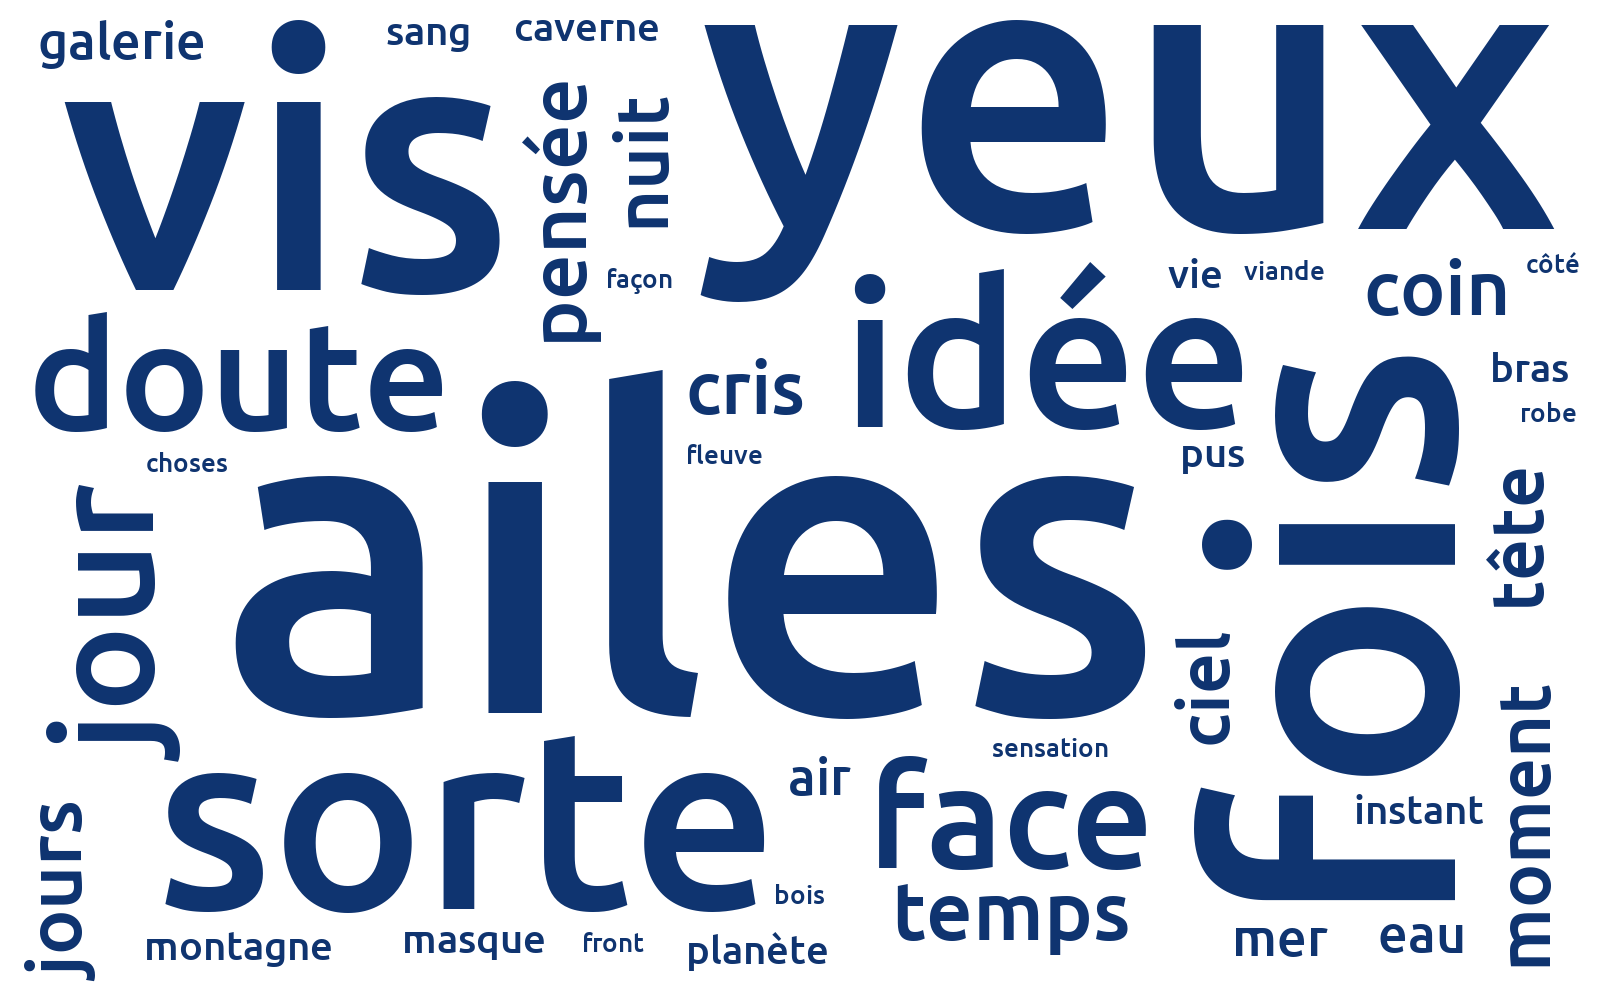 galerie
sang
caverne
vis
yeux
pensée
nuit
façon
vie
viande
coin
côté
doute
idée
cris
bras
robe
choses
fleuve
pus
ailes
fois
tête
jour
ciel
sensation
moment
sorte
air
face
instant
jours
bois
temps
montagne
masque
front
planète
mer
eau